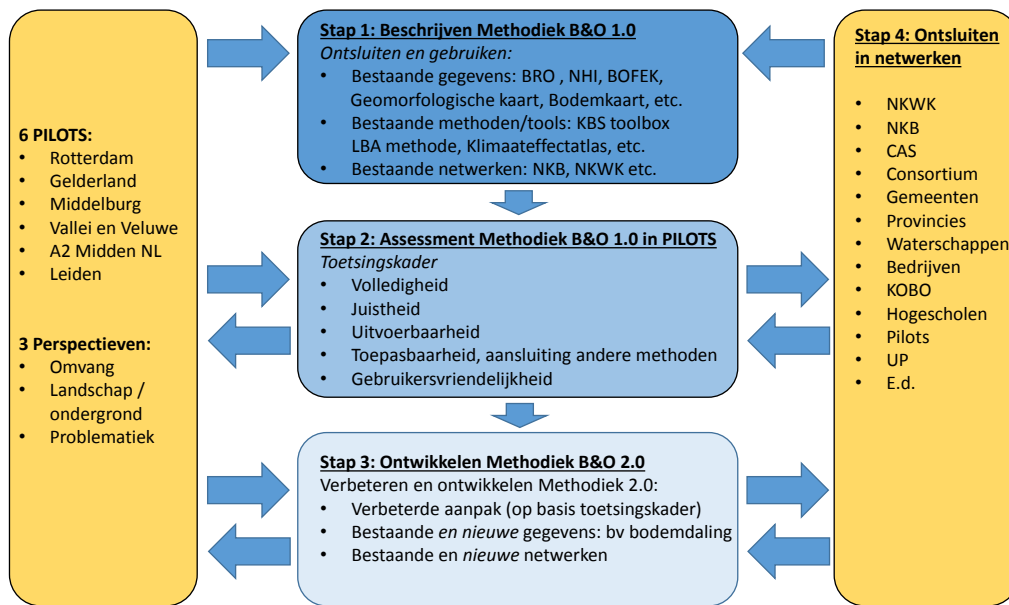 6 PILOTS:
• Rotterdam
• Gelderland
• Middelburg
• Vallei en Veluwe
• A2 Midden NL
• Leiden
3 Perspectieven:
• Omvang
• Landschap /
ondergrond
• Problematiek
Stap 1: Beschrijven Methodiek B&O 1.0
Ontsluiten en gebruiken:
• Bestaande gegevens: BRO , NHI, BOFEK,
Geomorfologische kaart, Bodemkaart, etc.
• Bestaande methoden/tools: KBS toolbox
LBA methode, Klimaateffectatlas, etc.
• Bestaande netwerken: NKB, NKWK etc.
Stap 2: Assessment Methodiek B&O 1.0 in PILOTS
Toetsingskader
• Volledigheid
• Juistheid
• Uitvoerbaarheid
• Toepasbaarheid, aansluiting andere methoden
• Gebruikersvriendelijkheid
Stap 3: Ontwikkelen Methodiek B&O 2.0
Verbeteren en ontwikkelen Methodiek 2.0:
• Verbeterde aanpak (op basis toetsingskader)
• Bestaande en nieuwe gegevens: bv bodemdaling
• Bestaande en nieuwe netwerken
Stap 4: Ontsluiten
in netwerken
• NKWK
• NKB
• CAS
• Consortium
• Gemeenten
• Provincies
• Waterschappen
• Bedrijven
• KOBO
• Hogescholen
• Pilots
• UP
• E.d.